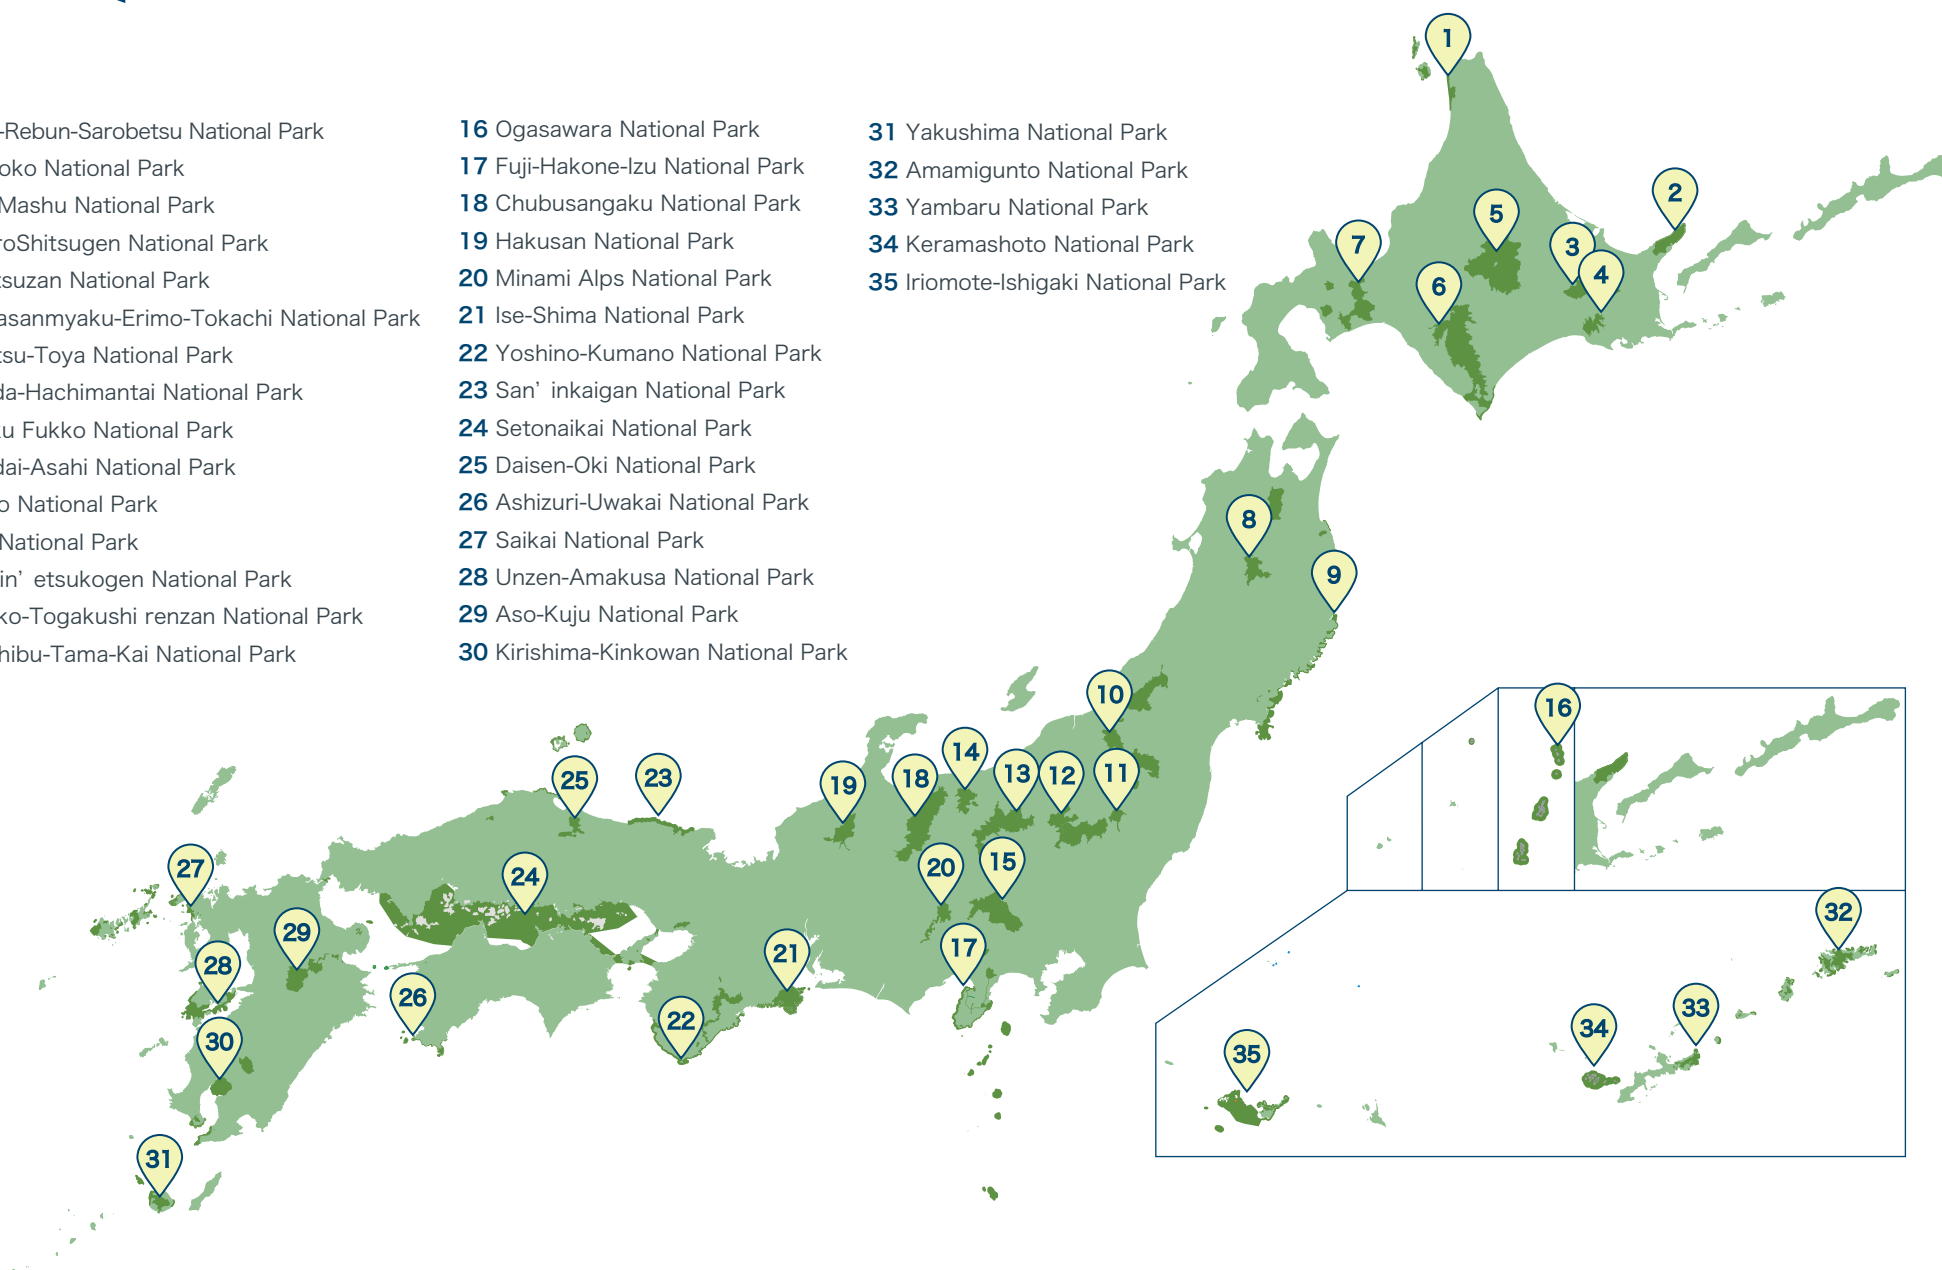 -Rebun-Sarobetsu National Park
oko National Park
Mashu National Park
roShitsugen National Park
tsuzan National Park
asanmyaku-Erimo-Tokachi National Park
tsu-Toya National Park
da-Hachimantai National Park
ku Fukko National Park
dai-Asahi National Park
o National Park
National Park
in’ etsukogen National Park
ko-Togakushi renzan National Park
hibu-Tama-Kai National Park
16 Ogasawara National Park
17 Fuji-Hakone-Izu National Park
18 Chubusangaku National Park
19 Hakusan National Park
20 Minami Alps National Park
21 Ise-Shima National Park
22 Yoshino-Kumano National Park
23 San’ inkaigan National Park
24 Setonaikai National Park
25 Daisen-Oki National Park
26 Ashizuri-Uwakai National Park
27 Saikai National Park
28 Unzen-Amakusa National Park
29 Aso-Kuju National Park
30 Kirishima-Kinkowan National Park
31 Yakushima National Park
32 Amamigunto National Park
33 Yambaru National Park
34 Keramashoto National Park
35 Iriomote-Ishigaki National Park
1
2
3
4
5
6
7
8
9
10
11
12
13
14
15
16
17
18
19
20
21
22
23
24
25
26
27
28
29
30
31
32
33
34
35